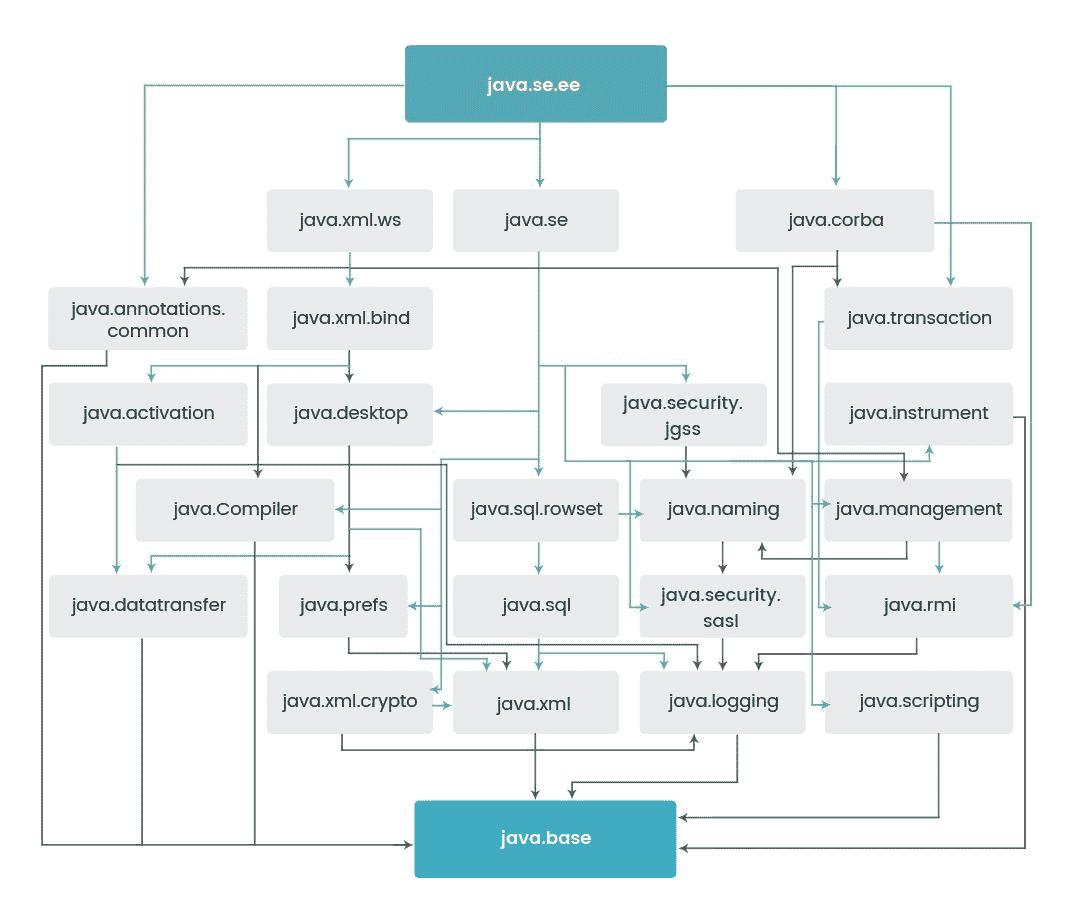 java.se.ee
java.xml.ws
java.se
java.corba
java.annotations.
common
java.xml.bind
java.transaction
java.activation
java.desktop
java.security.
jgss
java.instrument
java.Compiler
java.sql.rowset
java.naming
java.management
java.datatransfer
java.prefs
java.sql
java.security.
sasl
java.rmi
java.xml.crypto
java.xml
java.logging
java.scripting
java.base